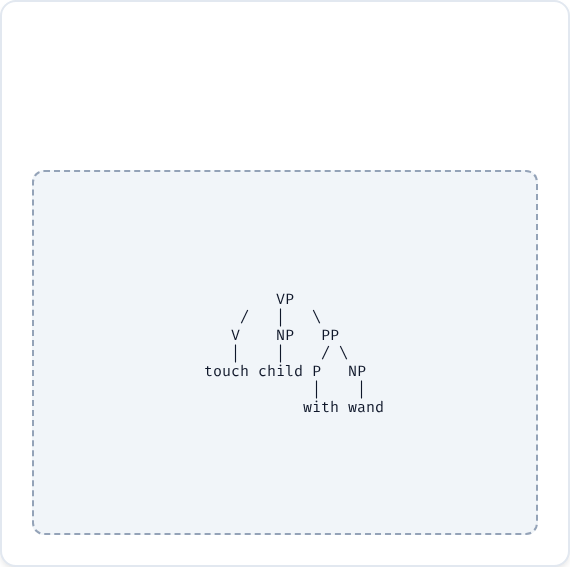 VP
/ | \
V NP PP
| | / \
touch child P NP
| |
with wand